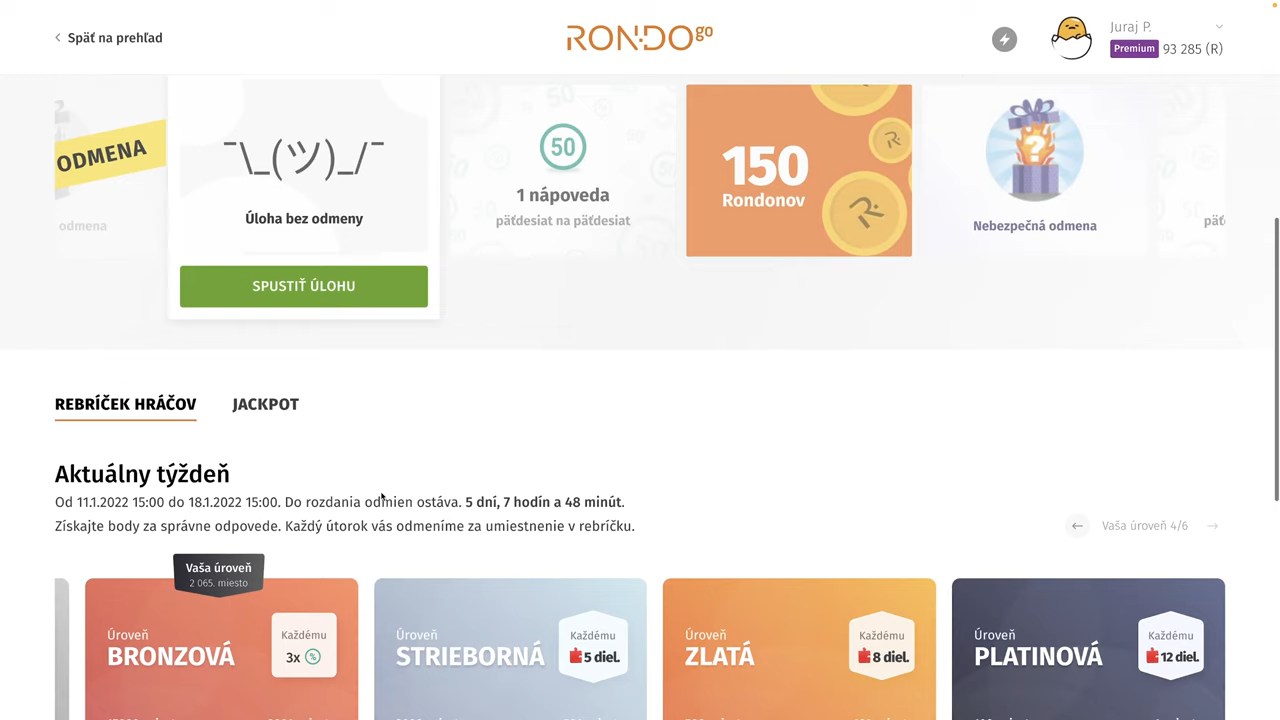 Späť na prehľad
RONDO go
Juraj P.
Premium 93 285 (R)
ODMENA
odmena
¯\_(ツ)_/¯
Úloha bez odmeny
SPUSTIŤ ÚLOHU
50
1 nápoveda
päťdesiat na päťdesiat
150
Rondonov
?
Nebezpečná odmena
REBRÍČEK HRÁČOV
JACKPOT
Aktuálny týždeň
Od 11.1.2022 15:00 do 18.1.2022 15:00. Do rozdania odmien ostáva. 5 dní, 7 hodín a 48 minút.
Získajte body za správne odpovede. Každý útorok vás odmeníme za umiestnenie v rebríčku.
Vaša úroveň 4/6
Vaša úroveň
2 065. miesto
Úroveň
BRONZOVÁ
Každému
3x %
Úroveň
STRIEBORNÁ
Každému
5 diel.
Úroveň
ZLATÁ
Každému
8 diel.
Úroveň
PLATINOVÁ
Každému
12 diel.